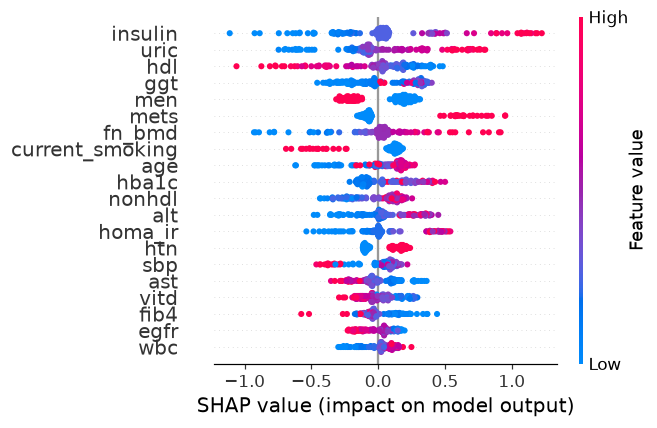 High
insulin
uric
hdl
ggt
men
mets
fn_bmd
current_smoking
age
hba1c
nonhdl
alt
homa_ir
htn
sbp
ast
vitd
fib4
egfr
wbc
Feature value
Low
−1.0 −0.5 0.0 0.5 1.0
SHAP value (impact on model output)